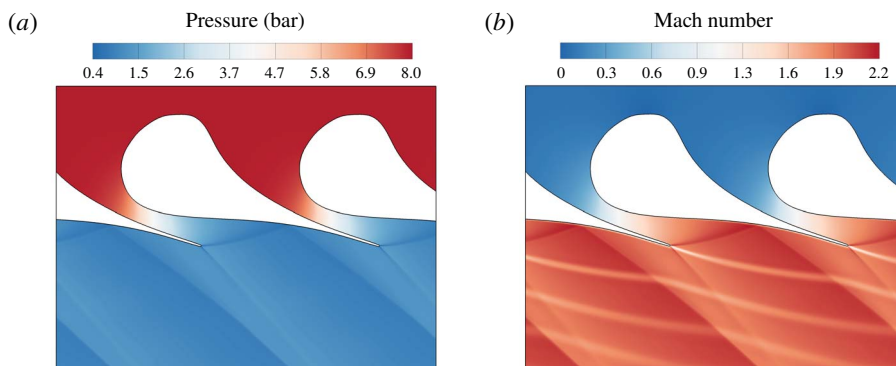 (a) Pressure (bar)
0.4 1.5 2.6 3.7 4.7 5.8 6.9 8.0
(b) Mach number
0 0.3 0.6 0.9 1.3 1.6 1.9 2.2